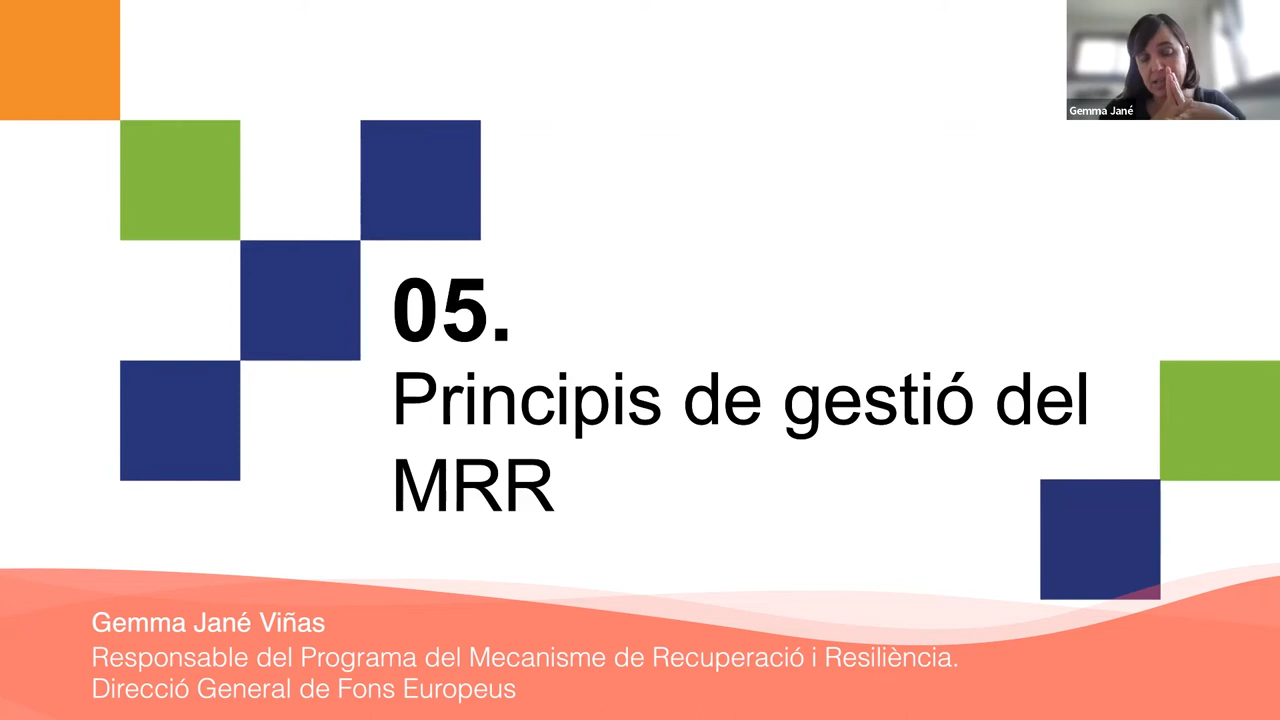 Gemma Jané
05.
Principis de gestió del
MRR
Gemma Jané Viñas
Responsable del Programa del Mecanisme de Recuperació i Resiliència.
Direcció General de Fons Europeus